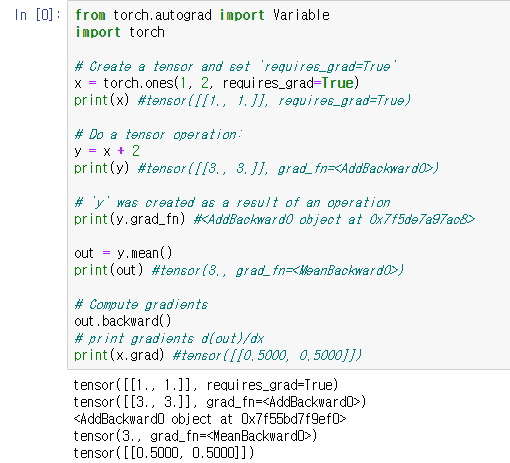 In [0]:
from torch.autograd import Variable
import torch
# Create a tensor and set `requires_grad=True`
x = torch.ones(1, 2, requires_grad=True)
print(x) #tensor([[1., 1.]], requires_grad=True)
# Do a tensor operation:
y = x + 2
print(y) #tensor([[3., 3.]], grad_fn=<AddBackward0>)
# `y` was created as a result of an operation
print(y.grad_fn) #<AddBackward0 object at 0x7f5de7a97ac8>
out = y.mean()
print(out) #tensor(3., grad_fn=<MeanBackward0>)
# Compute gradients
out.backward()
# print gradients d(out)/dx
print(x.grad) #tensor([[0.5000, 0.5000]])
tensor([[1., 1.]], requires_grad=True)
tensor([[3., 3.]], grad_fn=<AddBackward0>)
<AddBackward0 object at 0x7f55bd7f9ef0>
tensor(3., grad_fn=<MeanBackward0>)
tensor([[0.5000, 0.5000]])